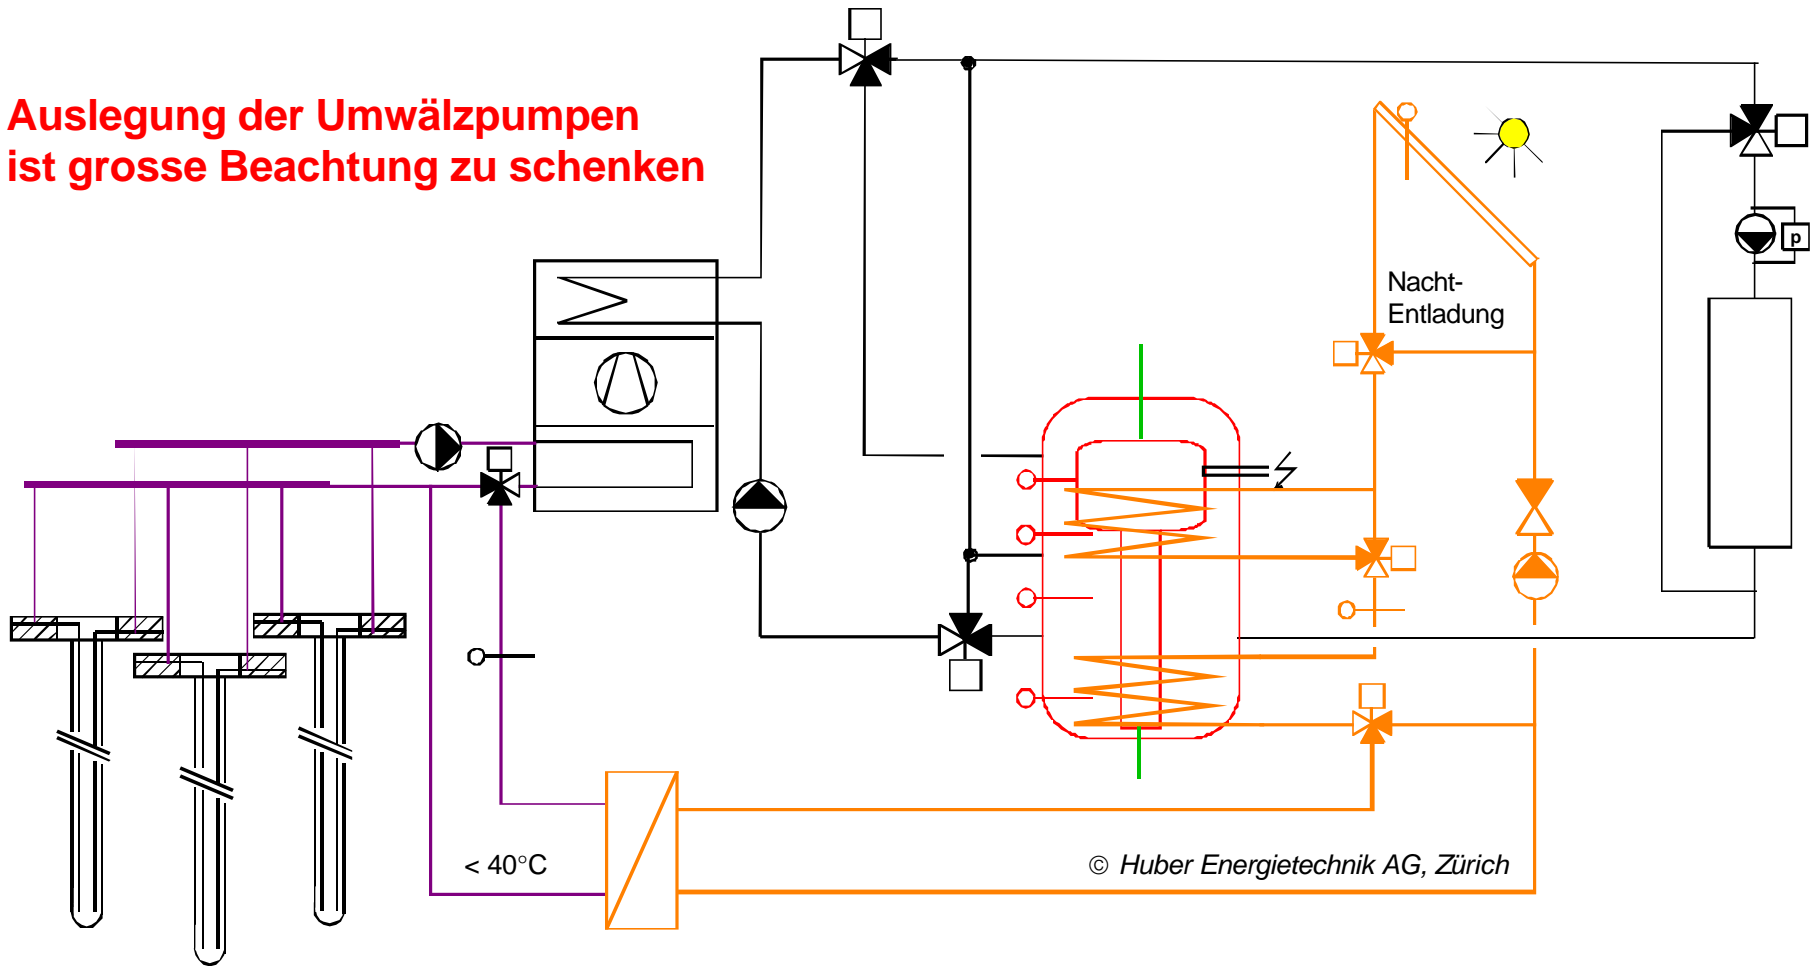 Auslegung der Umwälzpumpen
ist grosse Beachtung zu schenken
p
Nacht-
Entladung
< 40°C
© Huber Energietechnik AG, Zürich